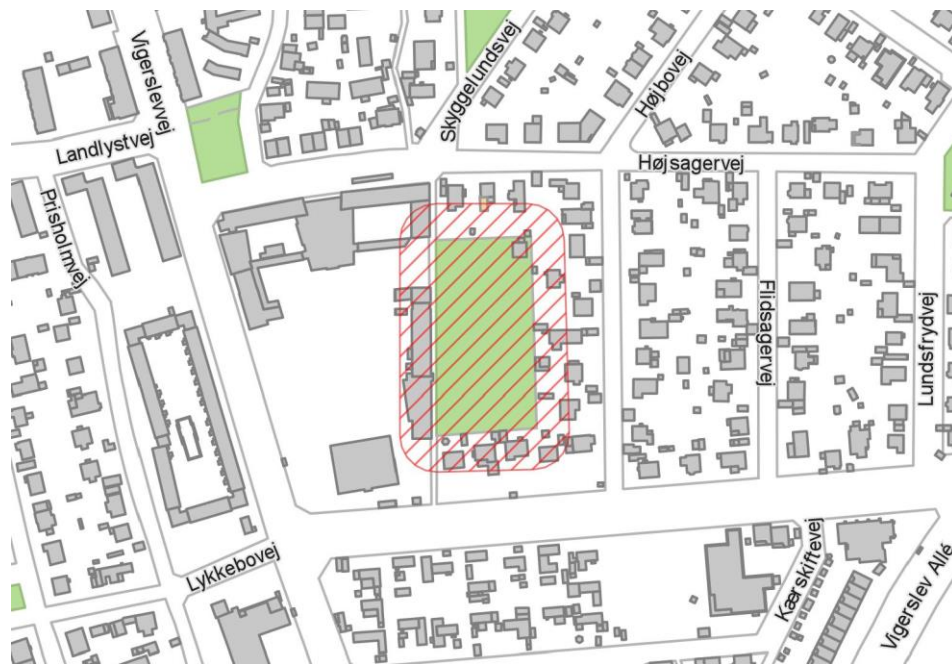 Vigerslevvej
Skyggelundsvej
Højbovej
Landlystvej
Højsagervej
Prisholmvej
Flidsagervej
Lundsfrydvej
Lykkebovej
Kærskiftevej
Vigerslev Allé